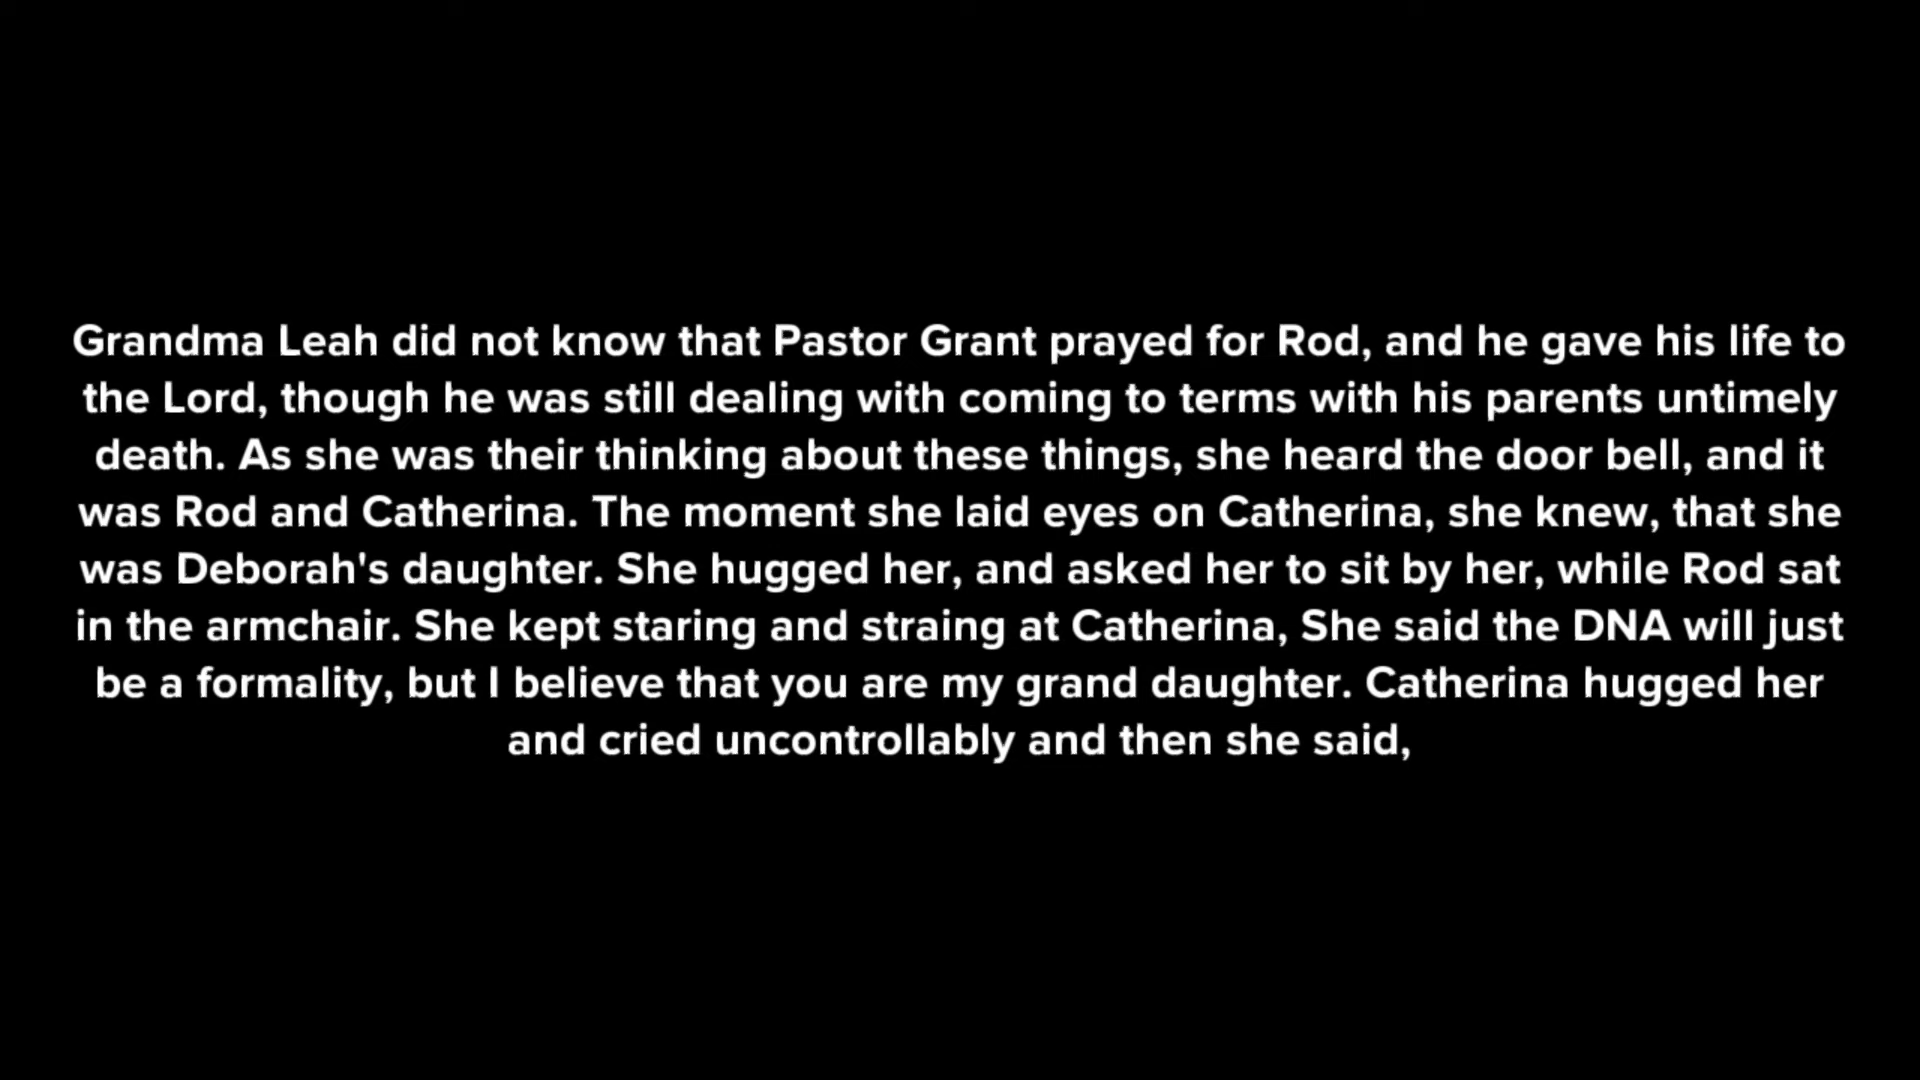 Grandma Leah did not know that Pastor Grant prayed for Rod, and he gave his life to
the Lord, though he was still dealing with coming to terms with his parents untimely
death. As she was their thinking about these things, she heard the door bell, and it
was Rod and Catherina. The moment she laid eyes on Catherina, she knew, that she
was Deborah's daughter. She hugged her, and asked her to sit by her, while Rod sat
in the armchair. She kept staring and straing at Catherina, She said the DNA will just
be a formality, but I believe that you are my grand daughter. Catherina hugged her
and cried uncontrollably and then she said,